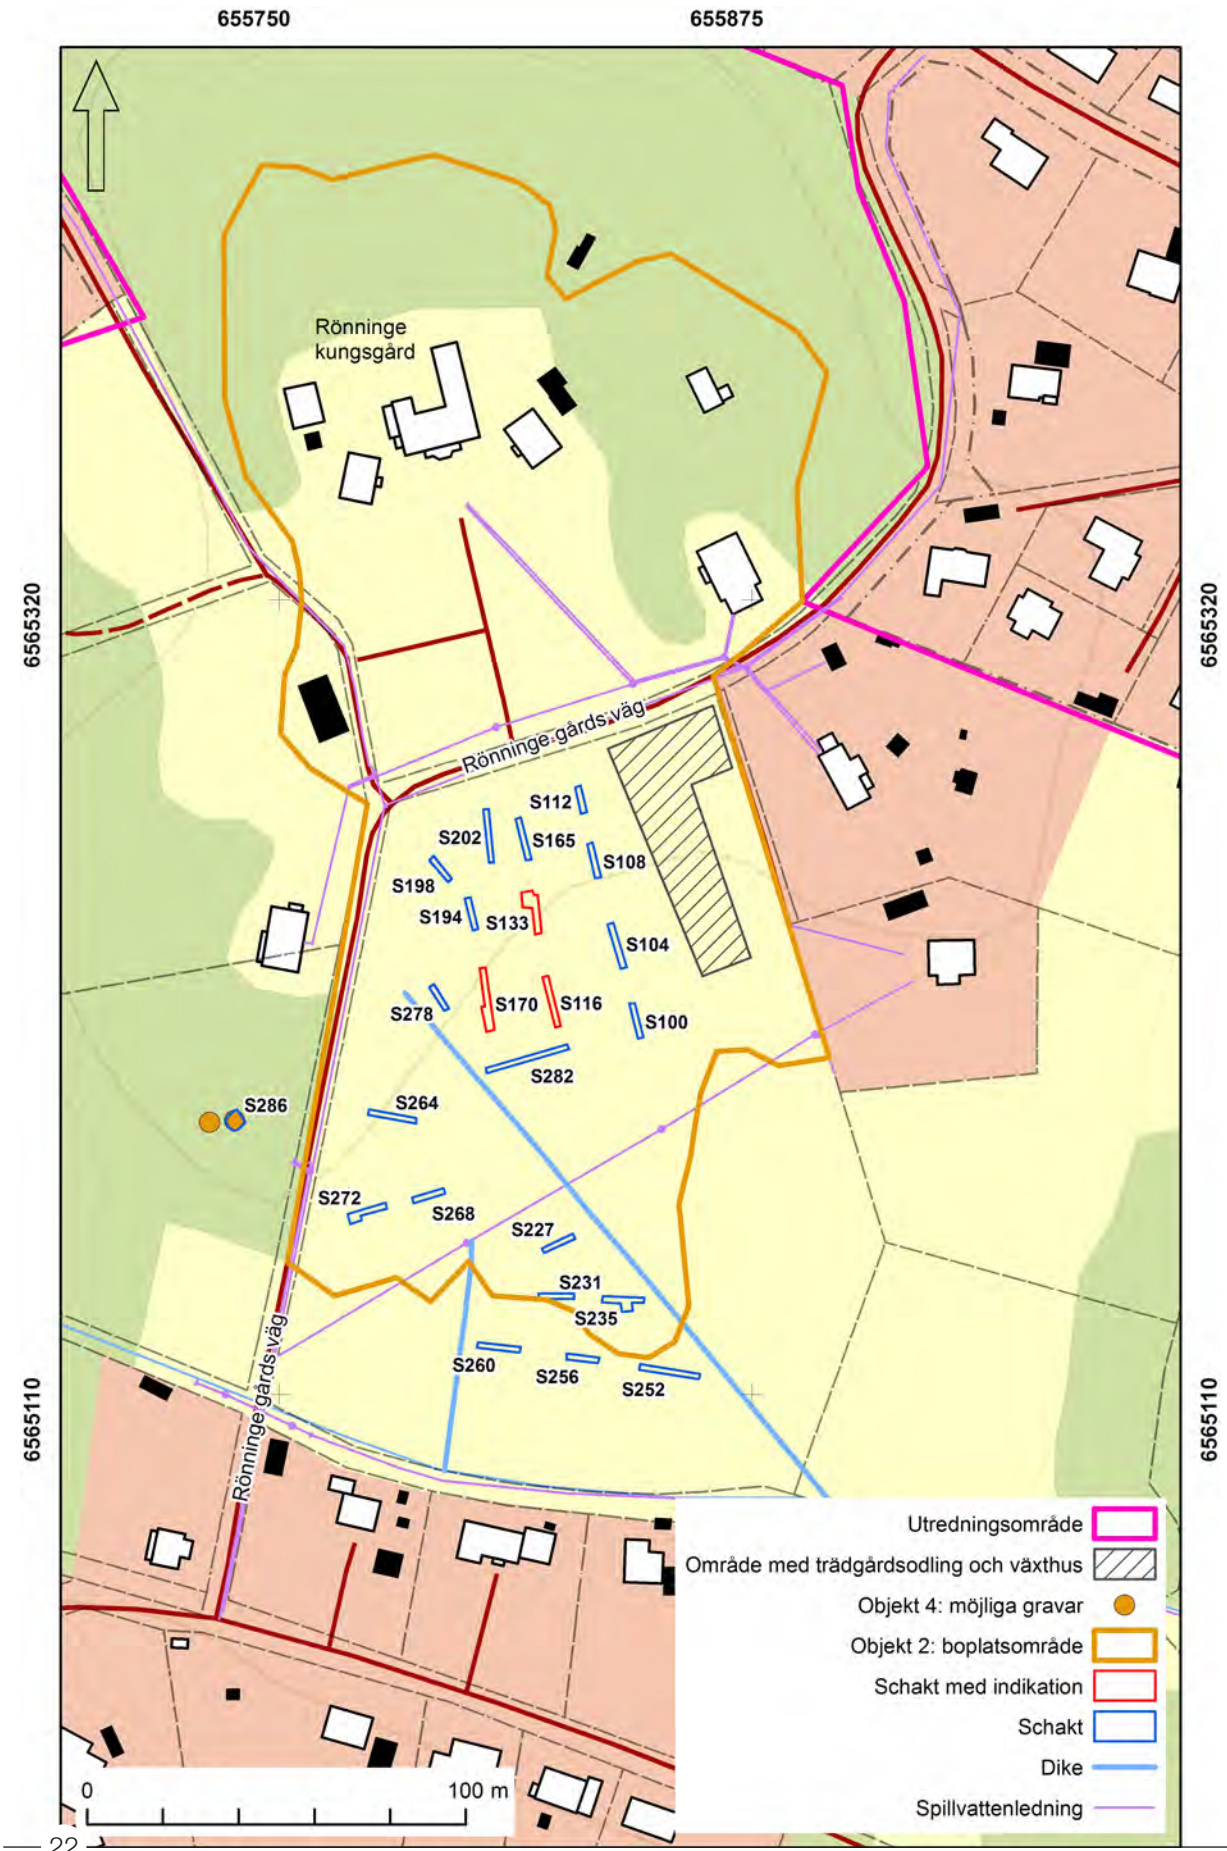 655750
655875
Rönninge
kungsgård
6565320
6565320
Rönninge gårds väg
S112
S202
S165
S108
S198
S194
S133
S104
S278
S170
S116
S100
S282
S264
S286
S272
S268
S227
S231
S235
S260
S256
S252
6565110
6565110
Rönninge gårds väg
Utredningsområde
Område med trädgårdsodling och växthus
Objekt 4: möjliga gravar
Objekt 2: boplatsområde
Schakt med indikation
Schakt
Dike
Spillvattenledning
0
100 m
22